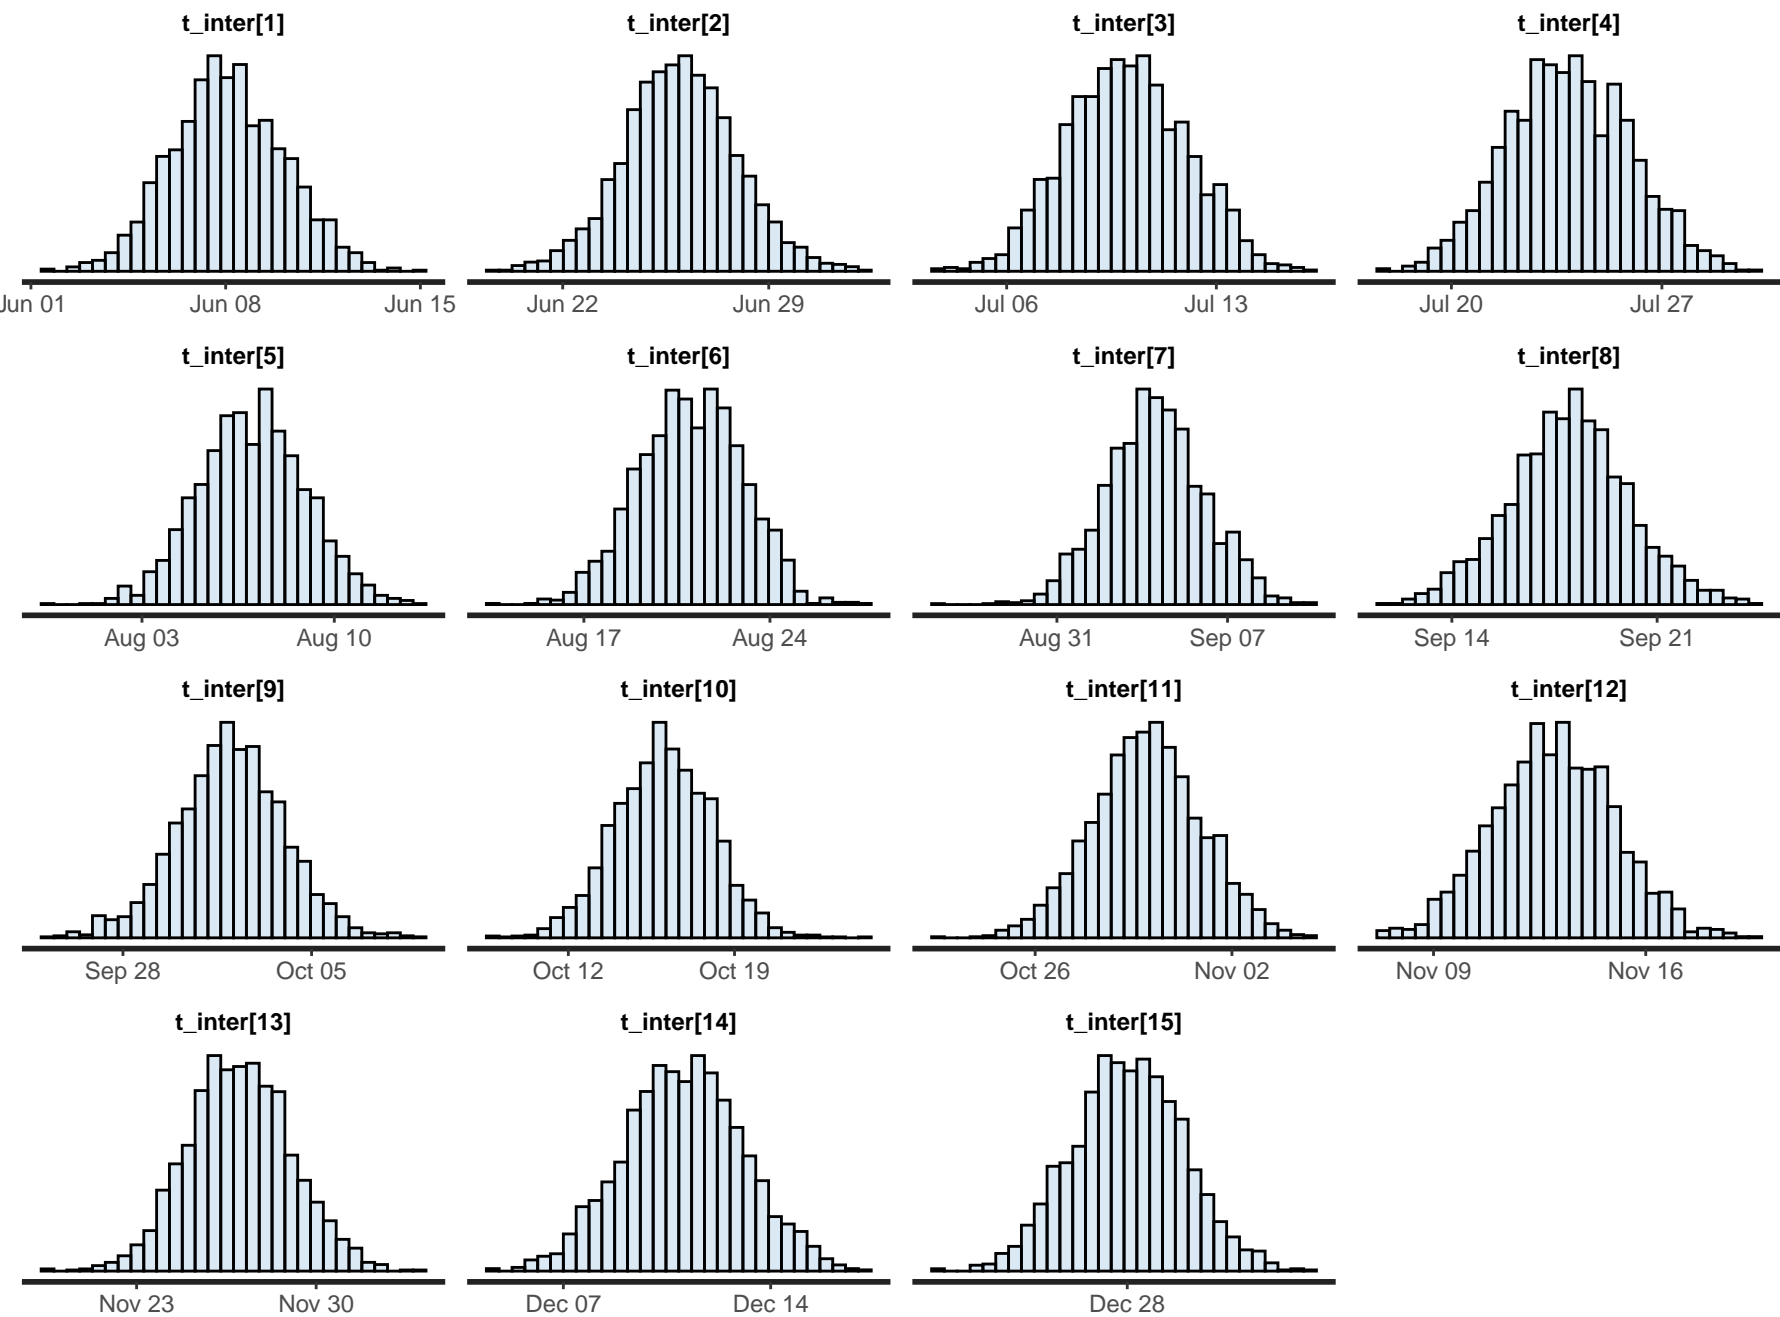 t_inter[1] t_inter[2] t_inter[3] t_inter[4]
Jun 01 Jun 08 Jun 15 Jun 22 Jun 29 Jul 06 Jul 13 Jul 20 Jul 27
t_inter[5] t_inter[6] t_inter[7] t_inter[8]
Aug 03 Aug 10 Aug 17 Aug 24 Aug 31 Sep 07 Sep 14 Sep 21
t_inter[9] t_inter[10] t_inter[11] t_inter[12]
Sep 28 Oct 05 Oct 12 Oct 19 Oct 26 Nov 02 Nov 09 Nov 16
t_inter[13] t_inter[14] t_inter[15]
Nov 23 Nov 30 Dec 07 Dec 14 Dec 28